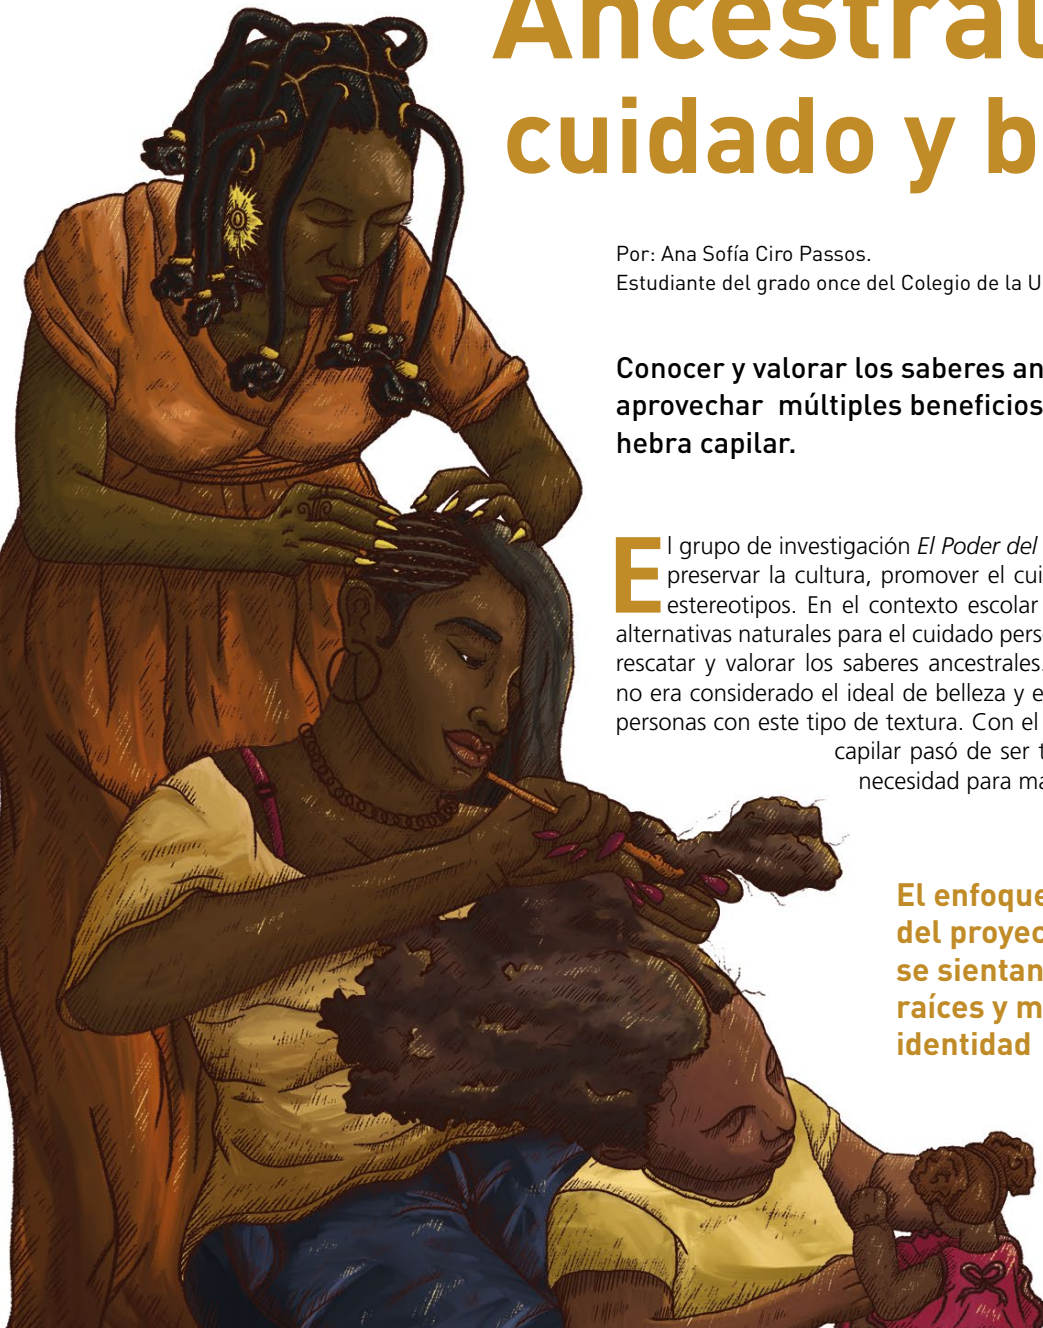 Ancestral
cuidado y b
Por: Ana Sofía Ciro Passos.
Estudiante del grado once del Colegio de la U
Conocer y valorar los saberes an
aprovechar múltiples beneficios
hebra capilar.
El grupo de investigación El Poder del
preservar la cultura, promover el cui
estereotipos. En el contexto escolar
alternativas naturales para el cuidado pers
rescatar y valorar los saberes ancestrales.
no era considerado el ideal de belleza y e
personas con este tipo de textura. Con el
capilar pasó de ser t
necesidad para ma
El enfoque
del proyec
se sientan
raíces y m
identidad